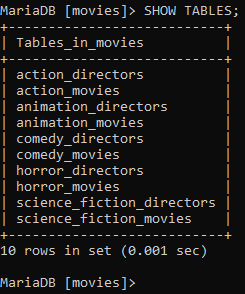 MariaDB [movies]> SHOW TABLES;
+---------------------------+
| Tables_in_movies          |
+---------------------------+
| action_directors          |
| action_movies             |
| animation_directors       |
| animation_movies          |
| comedy_directors          |
| comedy_movies             |
| horror_directors          |
| horror_movies             |
| science_fiction_directors |
| science_fiction_movies    |
+---------------------------+
10 rows in set (0.001 sec)
MariaDB [movies]>